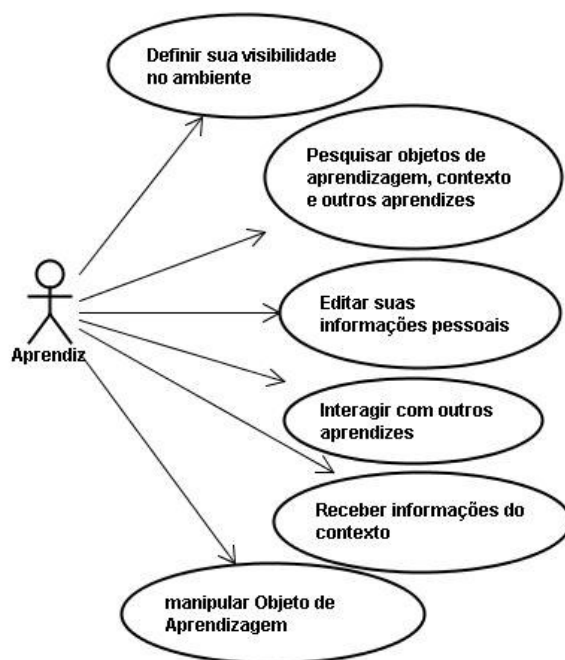 Definir sua visibilidade
no ambiente
Pesquisar objetos de
aprendizagem, contexto
e outros aprendizes
Editar suas
informações pessoais
Aprendiz
Interagir com outros
aprendizes
Receber informações do
contexto
manipular Objeto de
Aprendizagem